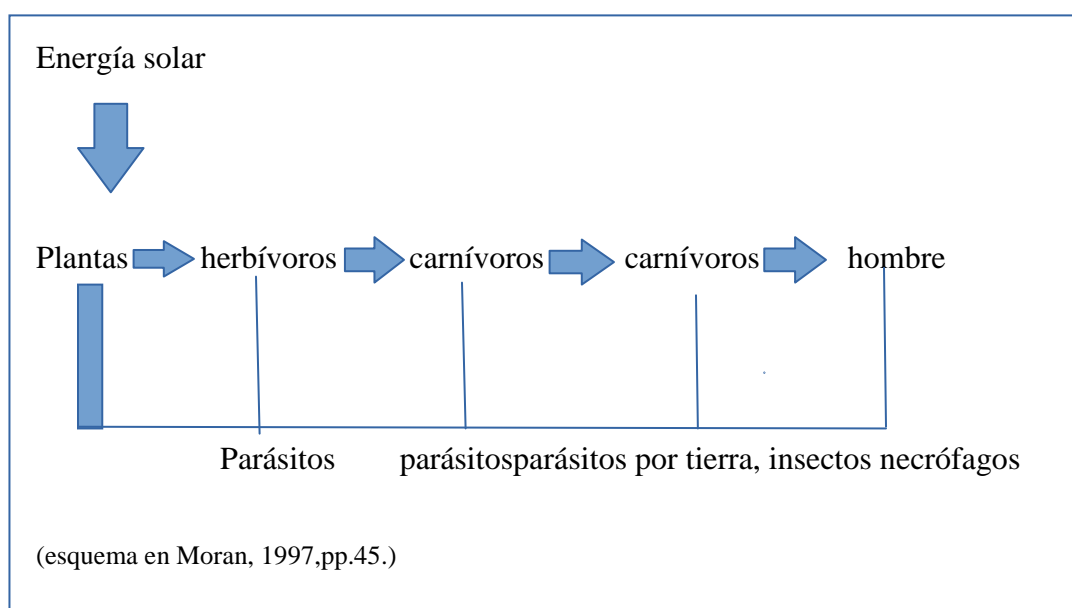 Energía solar
Plantas herbívoros carnívoros carnívoros hombre
Parásitos parásitosparásitos por tierra, insectos necrófagos
(esquema en Moran, 1997,pp.45.)